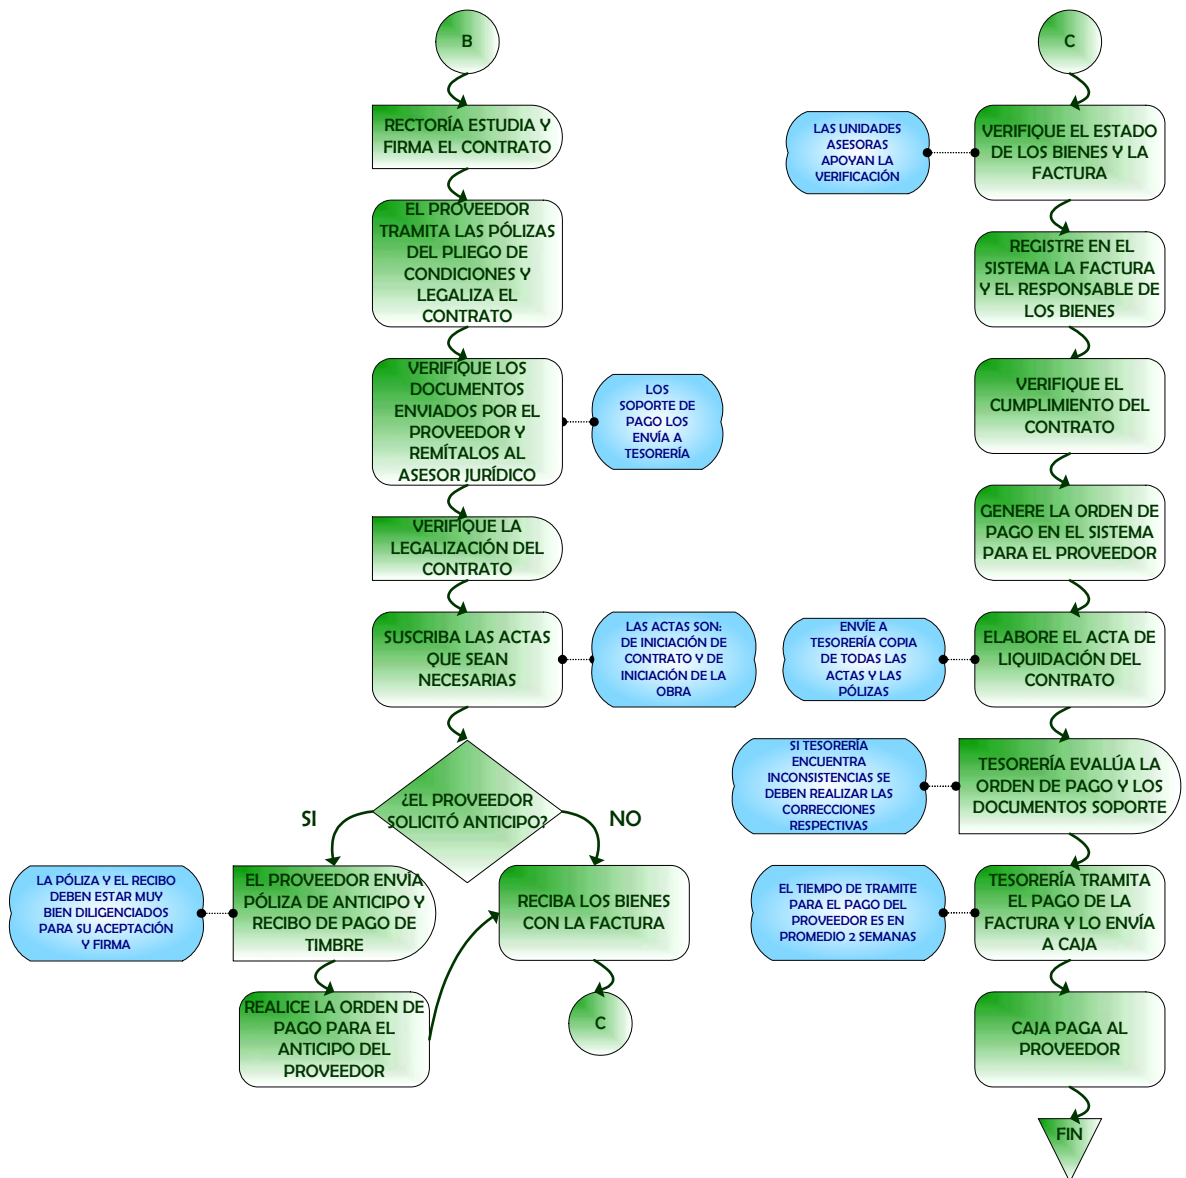 B
RECTORÍA ESTUDIA Y
FIRMA EL CONTRATO
EL PROVEEDOR
TRAMITA LAS PÓLIZAS
DEL PLIEGO DE
CONDICIONES Y
LEGALIZA EL
CONTRATO
VERIFIQUE LOS
DOCUMENTOS
ENVIADOS POR EL
PROVEEDOR Y
REMÍTALOS AL
ASESOR JURÍDICO
LOS
SOPORTE DE
PAGO LOS
ENVÍA A
TESORERÍA
VERIFIQUE LA
LEGALIZACIÓN DEL
CONTRATO
SUSCRIBA LAS ACTAS
QUE SEAN
NECESARIAS
LAS ACTAS SON:
DE INICIACIÓN DE
CONTRATO Y DE
INICIACIÓN DE LA
OBRA
¿EL PROVEEDOR
SOLICITÓ ANTICIPO?
SI
NO
LA PÓLIZA Y EL RECIBO
DEBEN ESTAR MUY
BIEN DILIGENCIADOS
PARA SU ACEPTACIÓN
Y FIRMA
EL PROVEEDOR ENVÍA
PÓLIZA DE ANTICIPO Y
RECIBO DE PAGO DE
TIMBRE
REALICE LA ORDEN DE
PAGO PARA EL
ANTICIPO DEL
PROVEEDOR
RECIBA LOS BIENES
CON LA FACTURA
C
C
LAS UNIDADES
ASESORAS
APOYAN LA
VERIFICACIÓN
VERIFIQUE EL ESTADO
DE LOS BIENES Y LA
FACTURA
REGISTRE EN EL
SISTEMA LA FACTURA
Y EL RESPONSABLE DE
LOS BIENES
VERIFIQUE EL
CUMPLIMIENTO DEL
CONTRATO
GENERE LA ORDEN DE
PAGO EN EL SISTEMA
PARA EL PROVEEDOR
ENVÍE A
TESORERÍA COPIA
DE TODAS LAS
ACTAS Y LAS
PÓLIZAS
ELABORE EL ACTA DE
LIQUIDACIÓN DEL
CONTRATO
SI TESORERÍA
ENCUENTRA
INCONSISTENCIAS SE
DEBEN REALIZAR LAS
CORRECCIONES
RESPECTIVAS
TESORERÍA EVALÚA LA
ORDEN DE PAGO Y LOS
DOCUMENTOS SOPORTE
EL TIEMPO DE TRAMITE
PARA EL PAGO DEL
PROVEEDOR ES EN
PROMEDIO 2 SEMANAS
TESORERÍA TRAMITA
EL PAGO DE LA
FACTURA Y LO ENVÍA
A CAJA
CAJA PAGA AL
PROVEEDOR
FIN